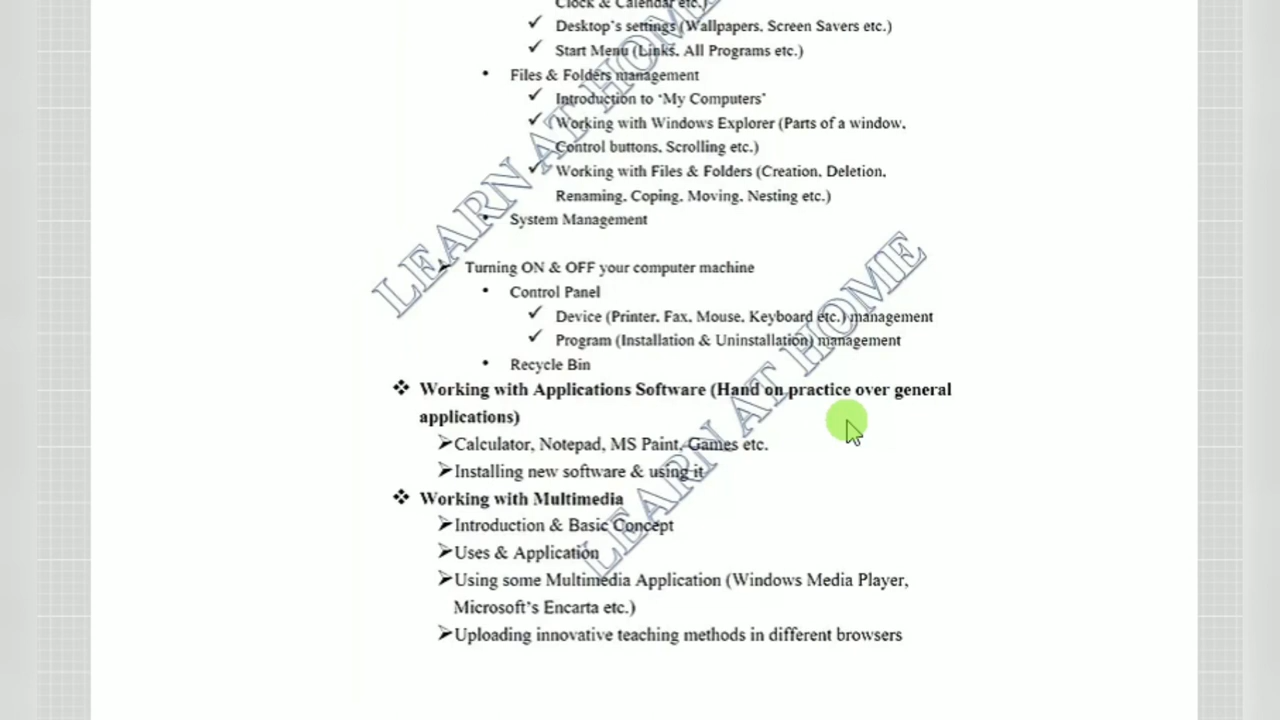 Clock & Calendar etc.)
✓ Desktop's settings (Wallpapers, Screen Savers etc.)
✓ Start Menu (Links, All Programs etc.)
• Files & Folders management
✓ Introduction to 'My Computers'
✓ Working with Windows Explorer (Parts of a window,
Control buttons, Scrolling etc.)
✓ Working with Files & Folders (Creation, Deletion,
Renaming, Coping, Moving, Nesting etc.)
• System Management
➤ Turning ON & OFF your computer machine
• Control Panel
✓ Device (Printer, Fax, Mouse, Keyboard etc.) management
✓ Program (Installation & Uninstallation) management
• Recycle Bin
❖ Working with Applications Software (Hand on practice over general
applications)
➤Calculator, Notepad, MS Paint, Games etc.
➤Installing new software & using it
❖ Working with Multimedia
➤Introduction & Basic Concept
➤Uses & Application
➤Using some Multimedia Application (Windows Media Player,
Microsoft's Encarta etc.)
➤Uploading innovative teaching methods in different browsers
LEARN AT HOME
LEARN AT HOME